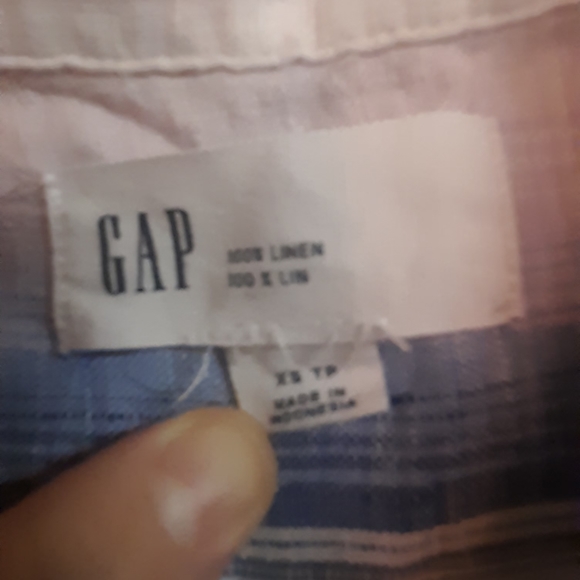 GAP
100% LINEN
100 % LIN
XS TP
MADE IN
INDONESIA